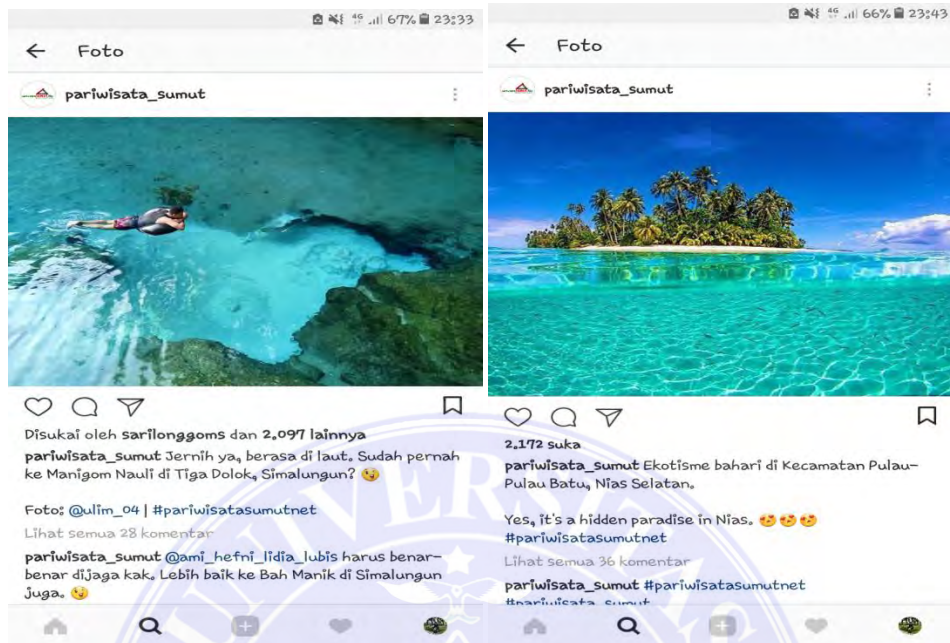 67% 23:33
Foto
pariwisata_sumut
Disukai oleh sarilonggoms dan 2.097 lainnya
pariwisata_sumut Jernih ya, berasa di laut. Sudah pernah
ke Manigom Nauli di Tiga Dolok, Simalungun? 😉
Foto: @ulim_04 | #pariwisatasumutnet
Lihat semua 28 komentar
pariwisata_sumut @ami_hefni_lidia_lubis harus benar-
benar dijaga kak. Lebih baik ke Bah Manik di Simalungun
juga. 😉
4G 66% 23:43
Foto
pariwisata_sumut
2.172 suka
pariwisata_sumut Ekotisme bahari di Kecamatan Pulau-
Pulau Batu, Nias Selatan.
Yes, it's a hidden paradise in Nias. 😍😍😍
#pariwisatasumutnet
Lihat semua 36 komentar
pariwisata_sumut #pariwisatasumutnet
#pariwisata_sumut